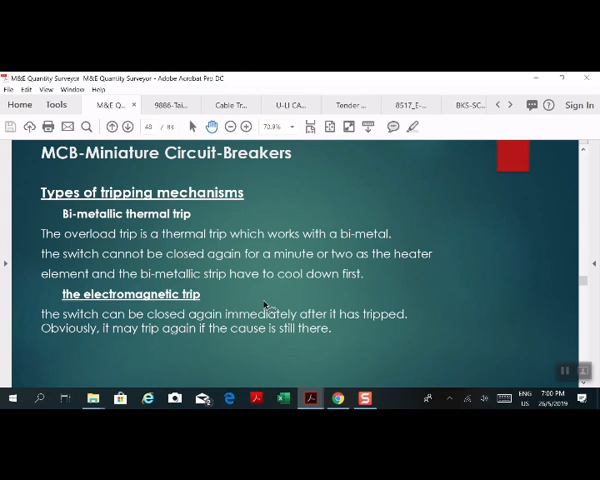 M&E Quantity Surveyor M&E Quantity Surveyor - Adobe Acrobat Pro DC
File Edit View Window Help
Home Tools M&E Q... 9886-Tai... Cable Tr... U-LI CA... Tender ... 8517_E-... BKS-SC... Sign In
48 / 70.9%
MCB-Miniature Circuit-Breakers
Types of tripping mechanisms
Bi-metallic thermal trip
The overload trip is a thermal trip which works with a bi-metal.
the switch cannot be closed again for a minute or two as the heater
element and the bi-metallic strip have to cool down first.
the electromagnetic trip
the switch can be closed again immediately after it has tripped.
Obviously, it may trip again if the cause is still there.
ENG 7:00 PM
US 26/5/2019